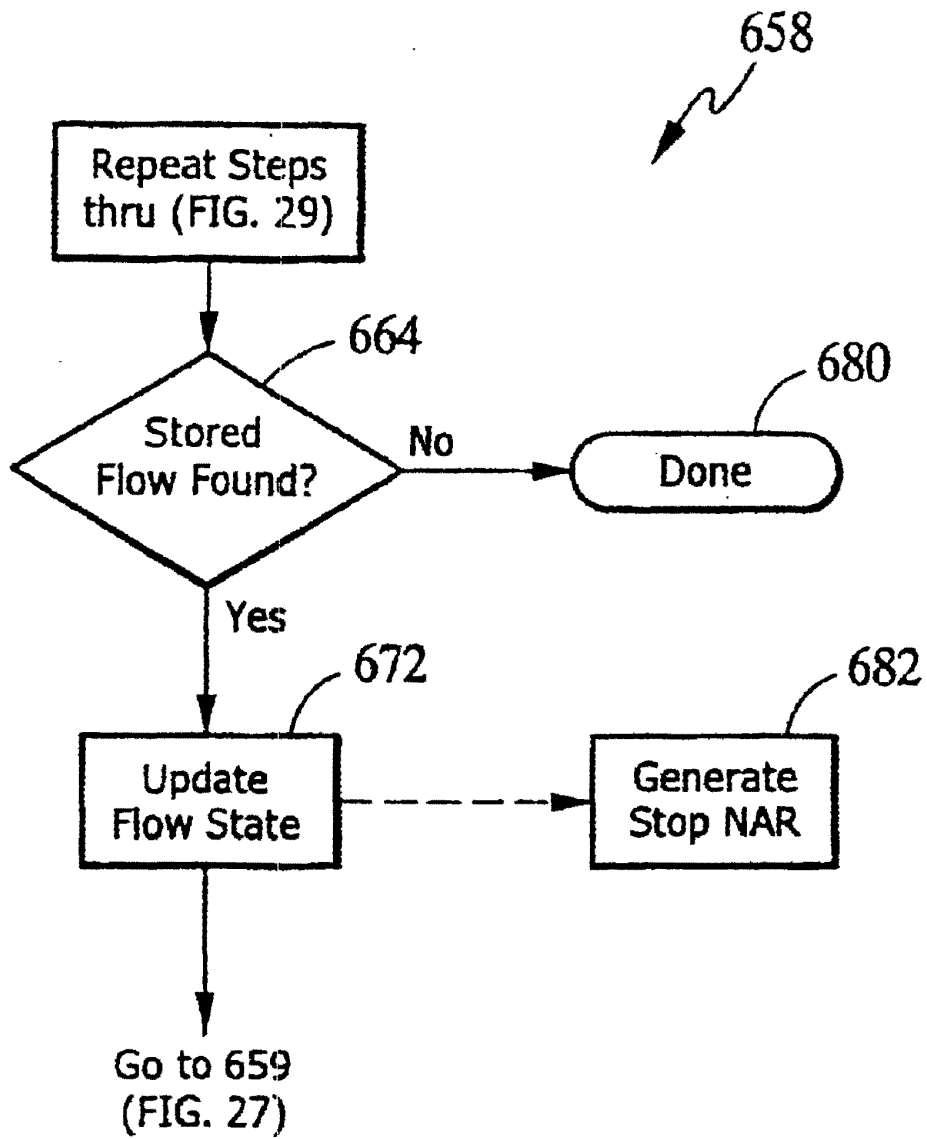 658
Repeat Steps
thru (FIG. 29)
664
Stored
Flow Found?
No
680
Done
Yes
672
Update
Flow State
682
Generate
Stop NAR
Go to 659
(FIG. 27)